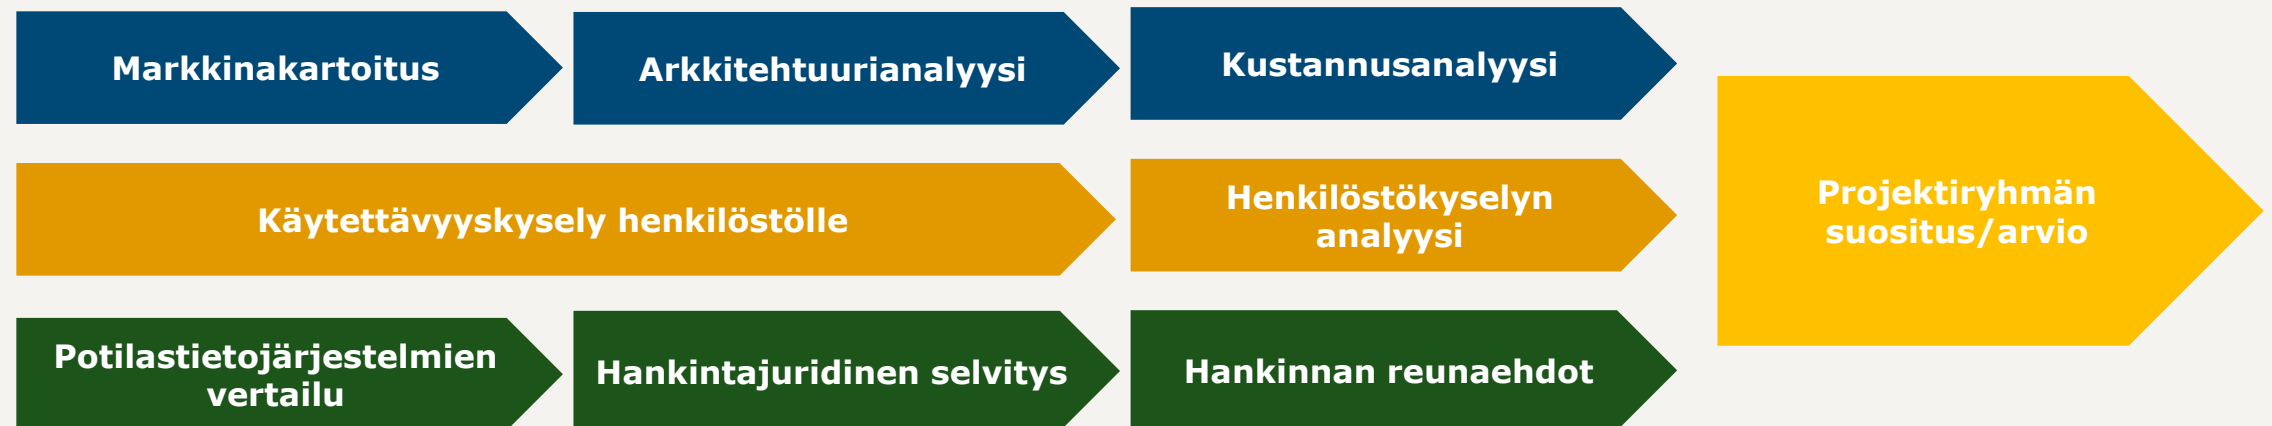 Markkinakartoitus
Arkkitehtuurianalyysi
Kustannusanalyysi
Käytettävyyskysely henkilöstölle
Henkilöstökyselyn
analyysi
Potilastietojärjestelmien
vertailu
Hankintajuridinen selvitys
Hankinnan reunaehdot
Projektiryhmän
suositus/arvio